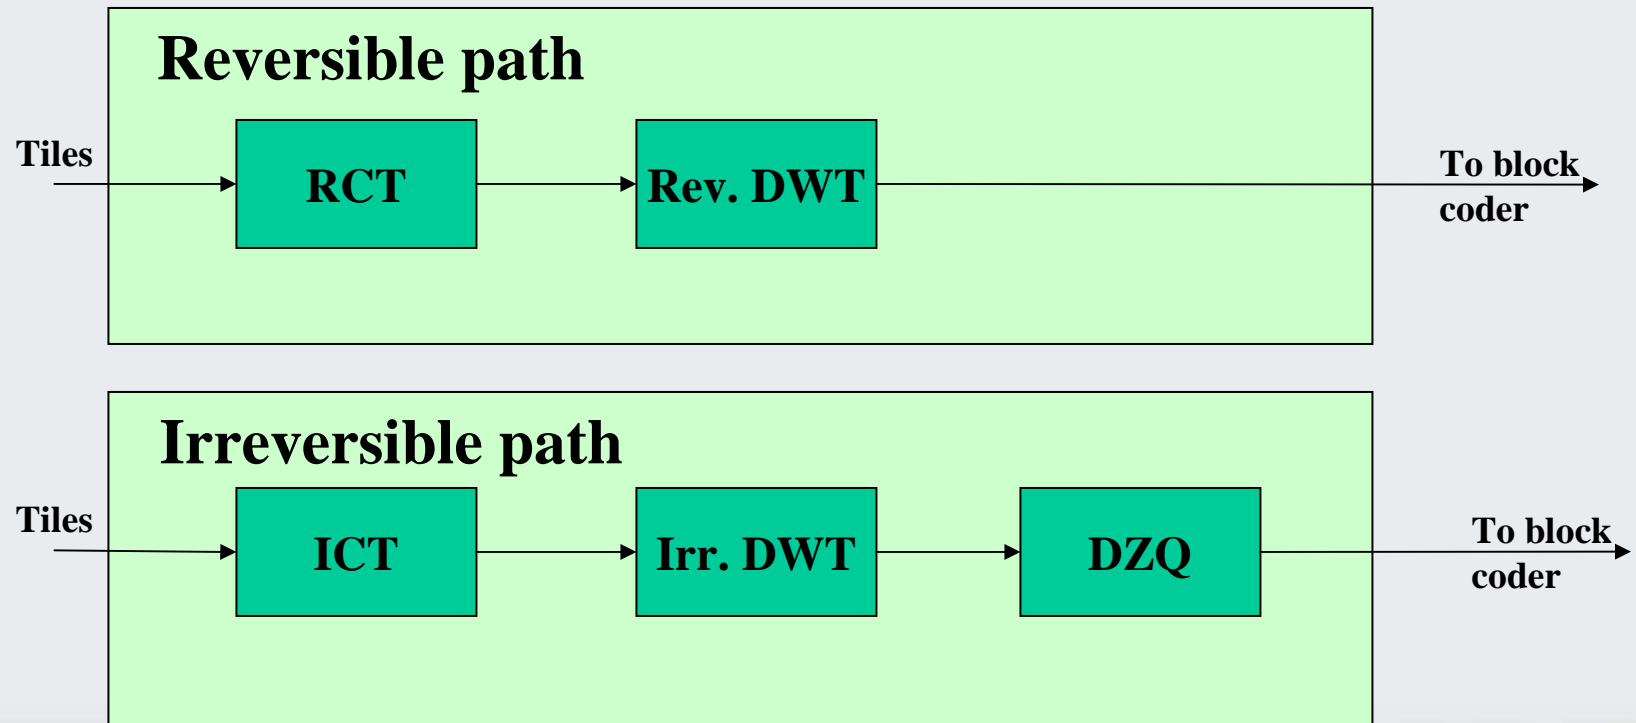 Reversible path
Tiles
RCT
Rev. DWT
To block
coder
Irreversible path
Tiles
ICT
Irr. DWT
DZQ
To block
coder